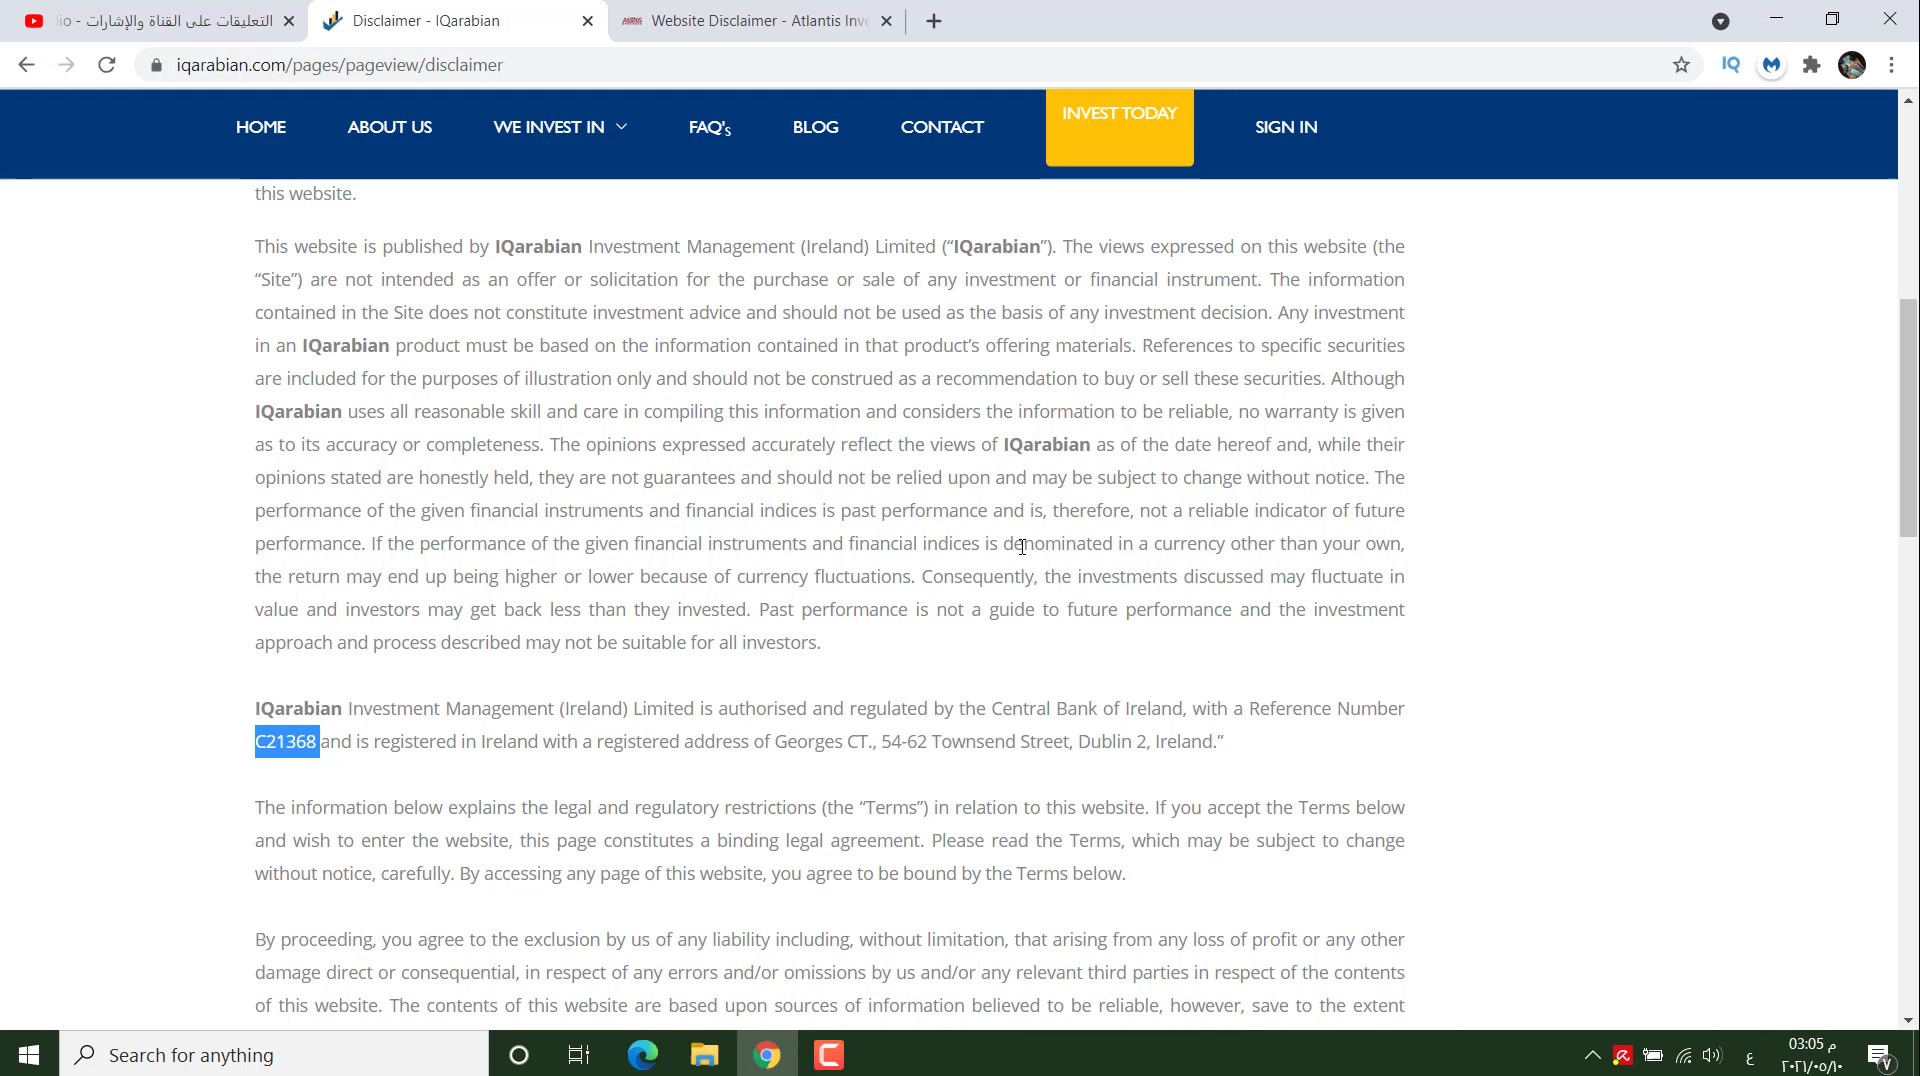 التعليقات على القناة والإشارات - lio
Disclaimer - IQarabian
Website Disclaimer - Atlantis Inve
iqarabian.com/pages/pageview/disclaimer
IQ
HOME
ABOUT US
WE INVEST IN
FAQ's
BLOG
CONTACT
INVEST TODAY
SIGN IN
this website.
This website is published by IQarabian Investment Management (Ireland) Limited (“IQarabian”). The views expressed on this website (the
“Site”) are not intended as an offer or solicitation for the purchase or sale of any investment or financial instrument. The information
contained in the Site does not constitute investment advice and should not be used as the basis of any investment decision. Any investment
in an IQarabian product must be based on the information contained in that product’s offering materials. References to specific securities
are included for the purposes of illustration only and should not be construed as a recommendation to buy or sell these securities. Although
IQarabian uses all reasonable skill and care in compiling this information and considers the information to be reliable, no warranty is given
as to its accuracy or completeness. The opinions expressed accurately reflect the views of IQarabian as of the date hereof and, while their
opinions stated are honestly held, they are not guarantees and should not be relied upon and may be subject to change without notice. The
performance of the given financial instruments and financial indices is past performance and is, therefore, not a reliable indicator of future
performance. If the performance of the given financial instruments and financial indices is denominated in a currency other than your own,
the return may end up being higher or lower because of currency fluctuations. Consequently, the investments discussed may fluctuate in
value and investors may get back less than they invested. Past performance is not a guide to future performance and the investment
approach and process described may not be suitable for all investors.
IQarabian Investment Management (Ireland) Limited is authorised and regulated by the Central Bank of Ireland, with a Reference Number
C21368 and is registered in Ireland with a registered address of Georges CT., 54-62 Townsend Street, Dublin 2, Ireland.”
The information below explains the legal and regulatory restrictions (the “Terms”) in relation to this website. If you accept the Terms below
and wish to enter the website, this page constitutes a binding legal agreement. Please read the Terms, which may be subject to change
without notice, carefully. By accessing any page of this website, you agree to be bound by the Terms below.
By proceeding, you agree to the exclusion by us of any liability including, without limitation, that arising from any loss of profit or any other
damage direct or consequential, in respect of any errors and/or omissions by us and/or any relevant third parties in respect of the contents
of this website. The contents of this website are based upon sources of information believed to be reliable, however, save to the extent
Search for anything
ع
03:05 م
٢٠٢١/٠٥/١٠